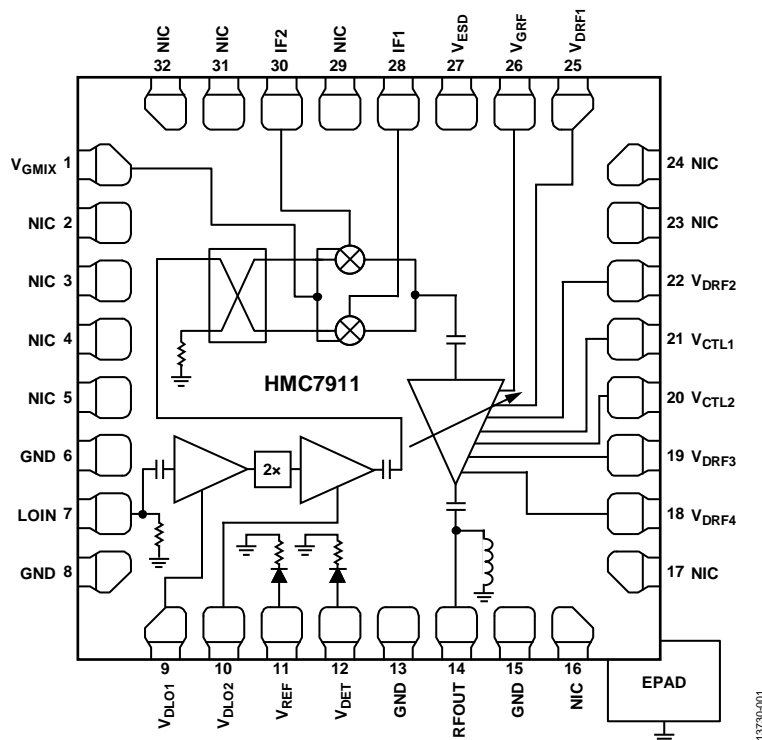 NIC
NIC
IF2
NIC
IF1
VESD
VGRF
VDRF1
32
31
30
29
28
27
26
25
VGMIX 1
24 NIC
NIC 2
23 NIC
NIC 3
22 VDRF2
NIC 4
21 VCTL1
HMC7911
NIC 5
20 VCTL2
GND 6
19 VDRF3
2×
LOIN 7
18 VDRF4
GND 8
17 NIC
9
10
11
12
13
14
15
16
VDLO1
VDLO2
VREF
VDET
GND
RFOUT
GND
NIC
EPAD
13730-001